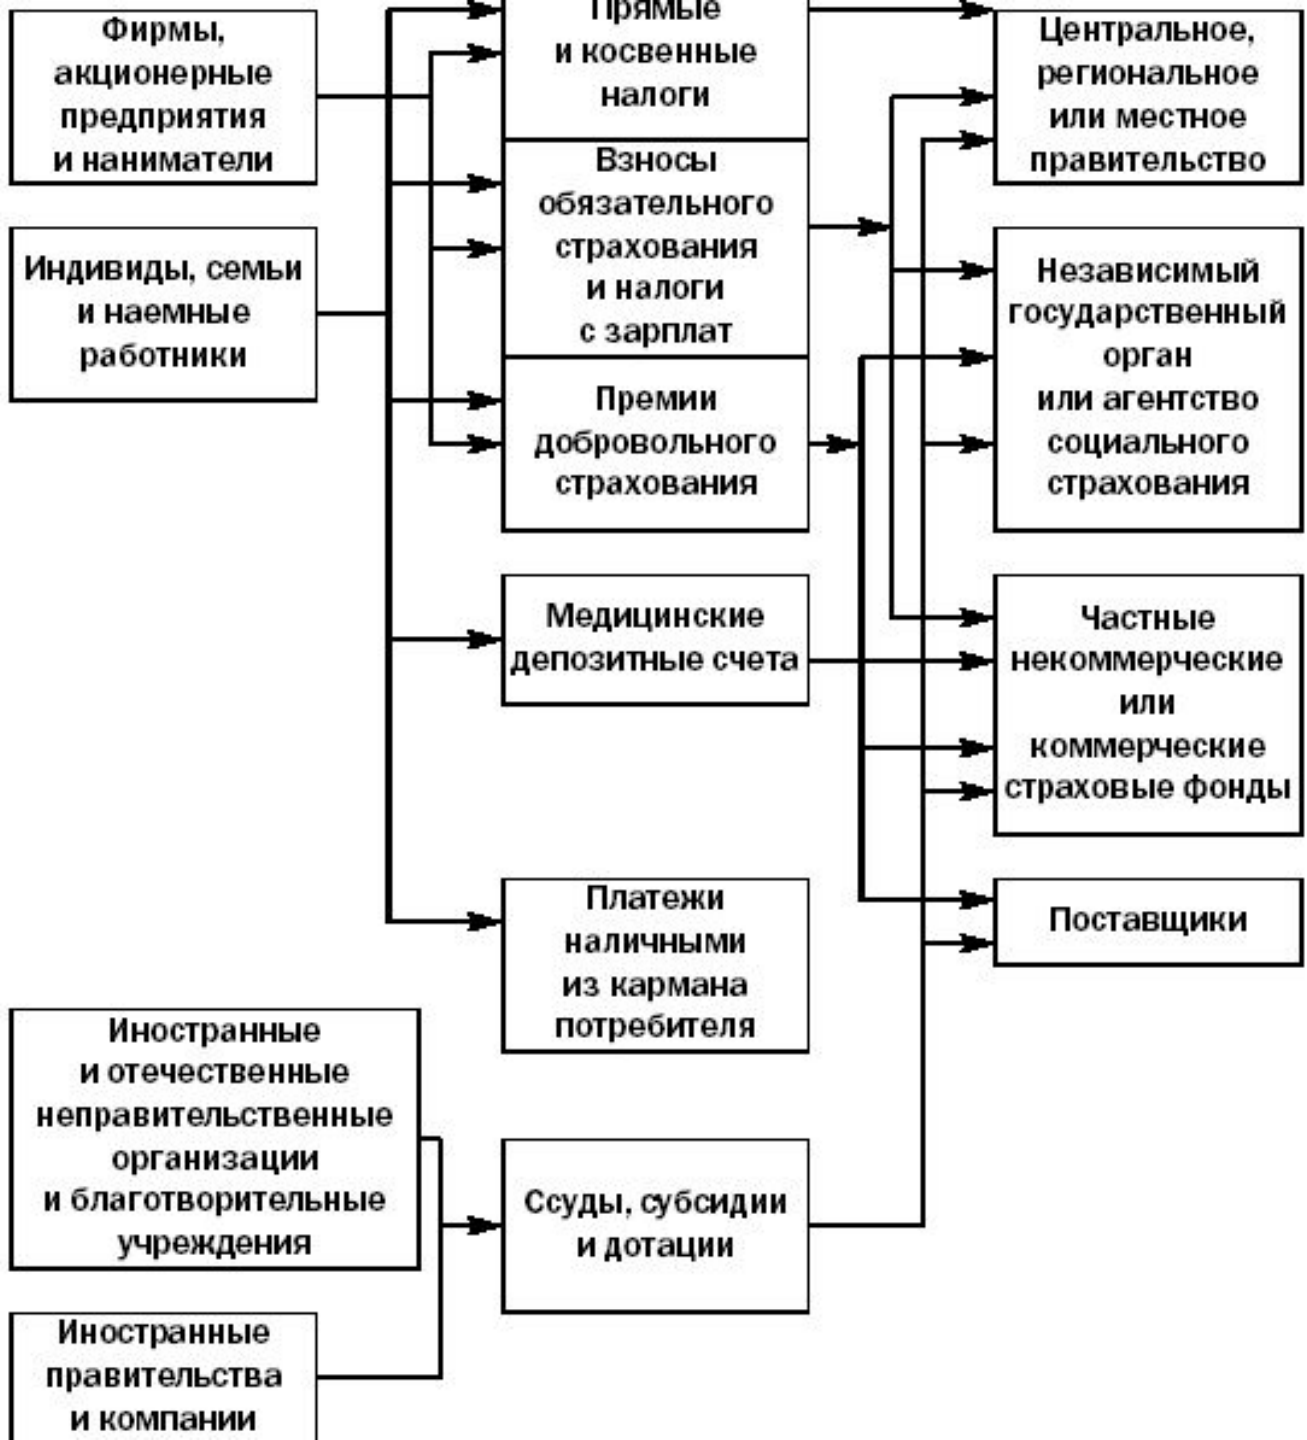 Фирмы,
акционерные
предприятия
и наниматели
Индивиды, семьи
и наемные
работники
Иностранные
и отечественные
неправительственные
организации
и благотворительные
учреждения
Иностранные
правительства
и компании
Прямые
и косвенные
налоги
Взносы
обязательного
страхования
и налоги
с зарплат
Премии
добровольного
страхования
Медицинские
депозитные счета
Платежи
наличными
из кармана
потребителя
Ссуды, субсидии
и дотации
Центральное,
региональное
или местное
правительство
Независимый
государственный
орган
или агентство
социального
страхования
Частные
некоммерческие
или
коммерческие
страховые фонды
Поставщики